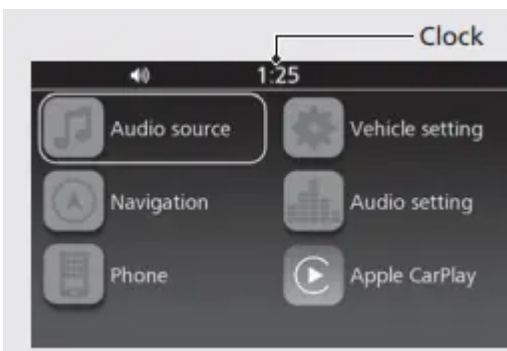 Clock
1:25
Audio source
Vehicle setting
Navigation
Audio setting
Phone
Apple CarPlay